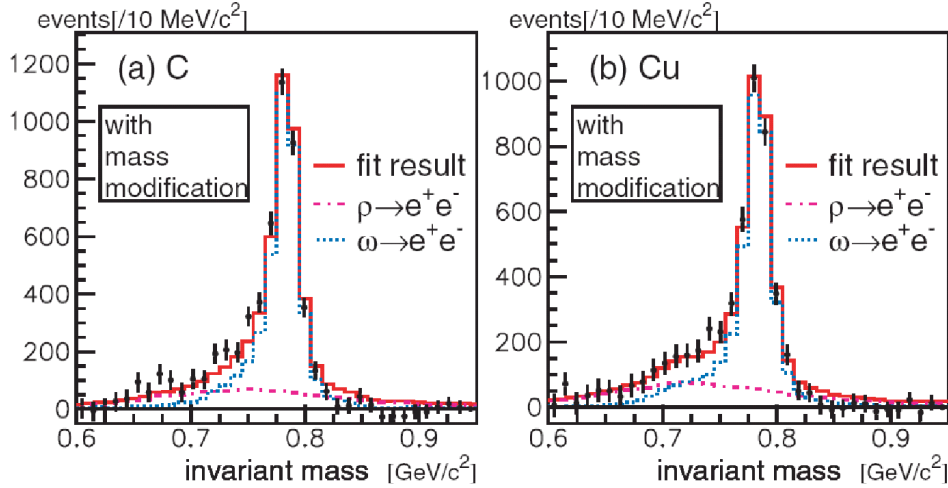 events[/10 MeV/c²]
(a) C
with
mass
modification
fit result
ρ→e⁺e⁻
ω→e⁺e⁻
1200
1000
800
600
400
200
0
0.6 0.7 0.8 0.9
invariant mass [GeV/c²]
events[/10 MeV/c²]
(b) Cu
with
mass
modification
fit result
ρ→e⁺e⁻
ω→e⁺e⁻
1000
800
600
400
200
0
0.6 0.7 0.8 0.9
invariant mass [GeV/c²]